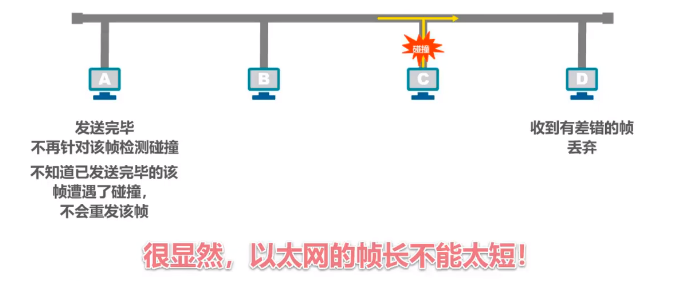 碰撞
A
B
C
D
发送完毕
不再针对该帧检测碰撞
不知道已发送完毕的该
帧遭遇了碰撞,
不会重发该帧
收到有差错的帧
丢弃
很显然，以太网的帧长不能太短！